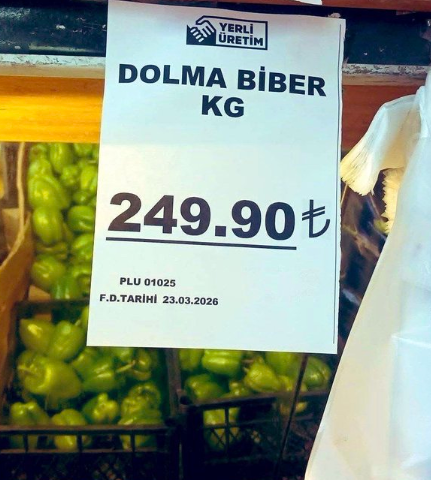 YERLİ
ÜRETİM
DOLMA BİBER
KG
249.90₺
PLU 01025
F.D.TARİHİ 23.03.2026